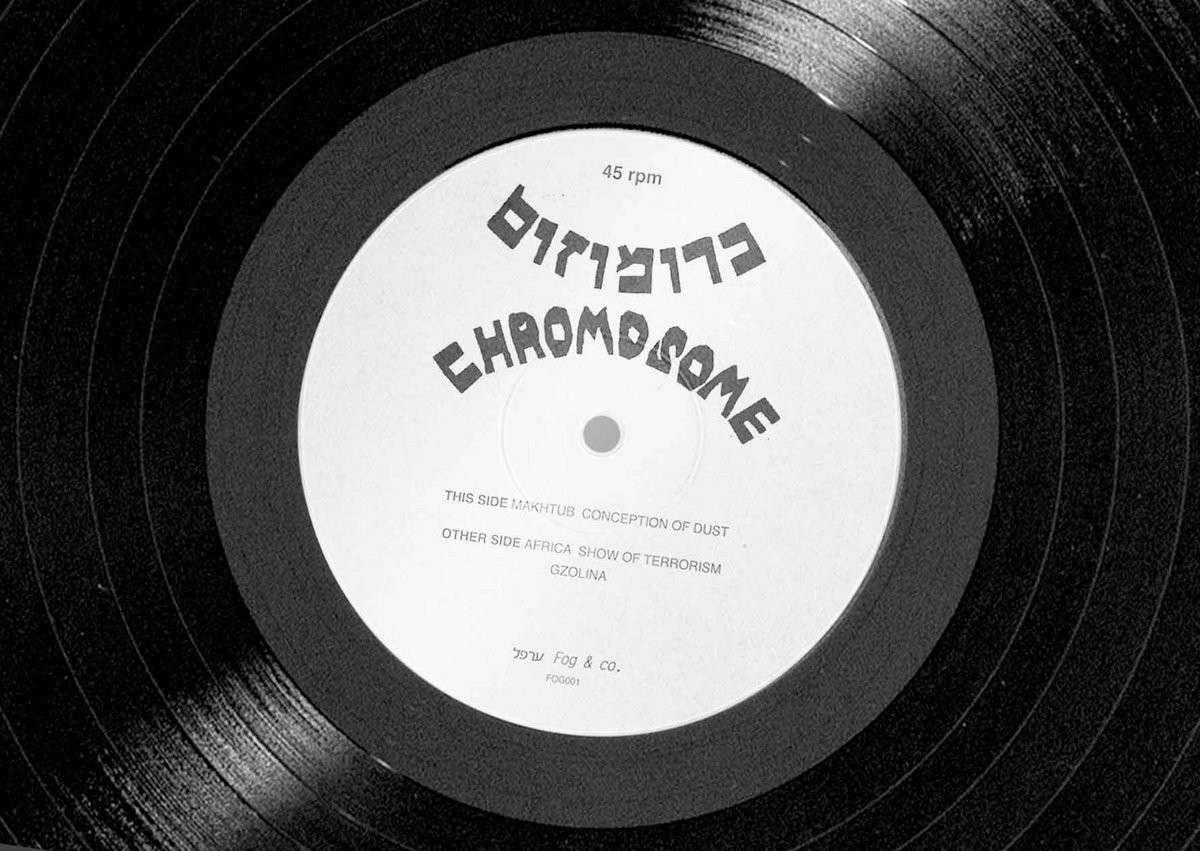 45 rpm
כרומוזום
CHROMOSOME
THIS SIDE MAKHTUB CONCEPTION OF DUST
OTHER SIDE AFRICA SHOW OF TERRORISM
GZOLINA
ערפל Fog & co.
FOG001